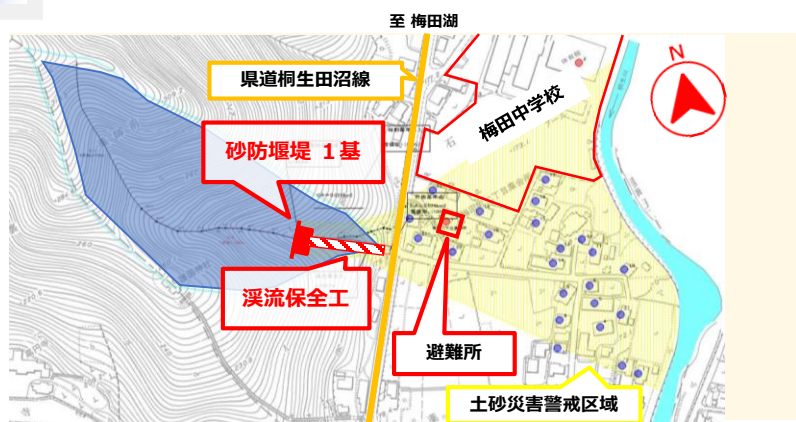 至 梅田湖
県道桐生田沼線
N
梅田中学校
砂防堰堤 1基
渓流保全工
避難所
土砂災害警戒区域